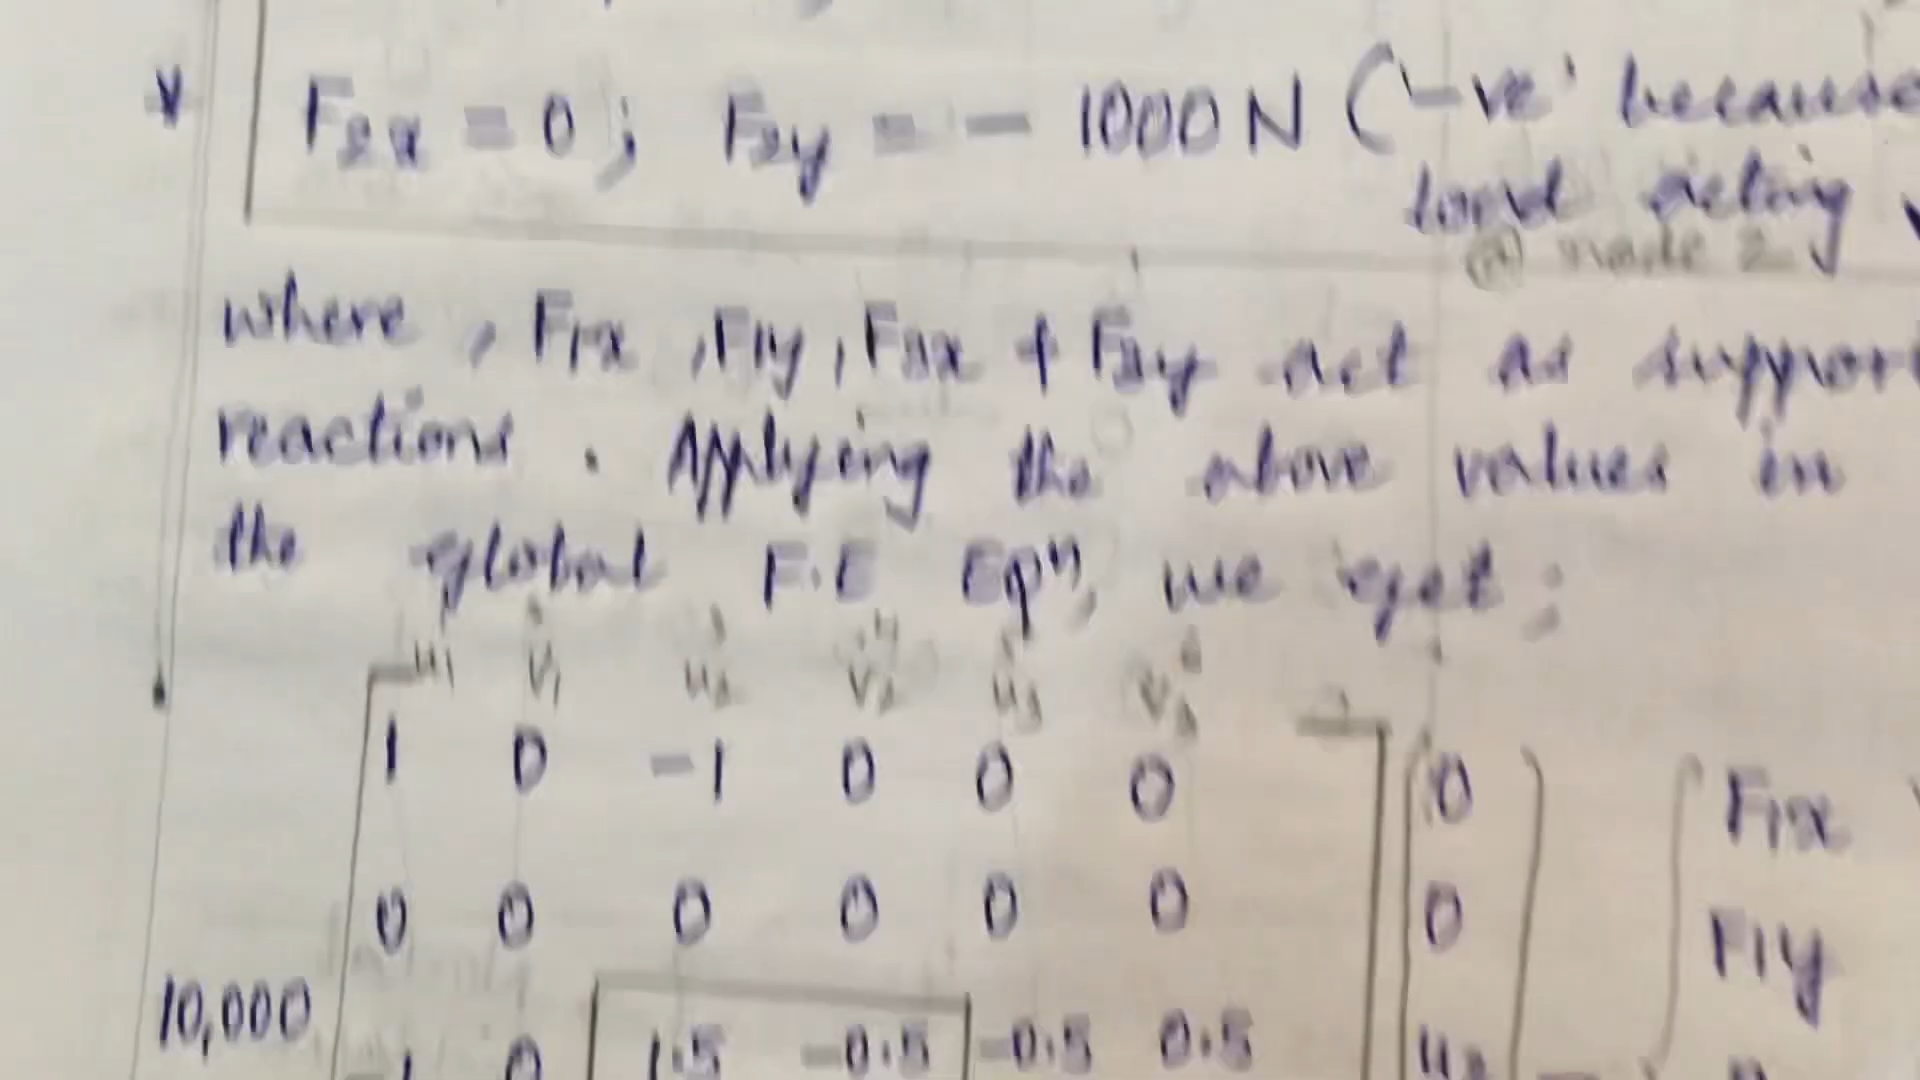 * F2x = 0 ; F2y = - 1000 N (-ve because
load acting
@ node 2
where , F1x , F1y , F3x & F3y act as support
reactions . Applying the above values in
the global F.E Eqn, we get :
u1 v1 u2 v2 u3 v3
1 0 -1 0 0 0 0 F1x
0 0 0 0 0 0 0 F1y
10,000
-1 0 1.5 -0.5 -0.5 0.5 u2